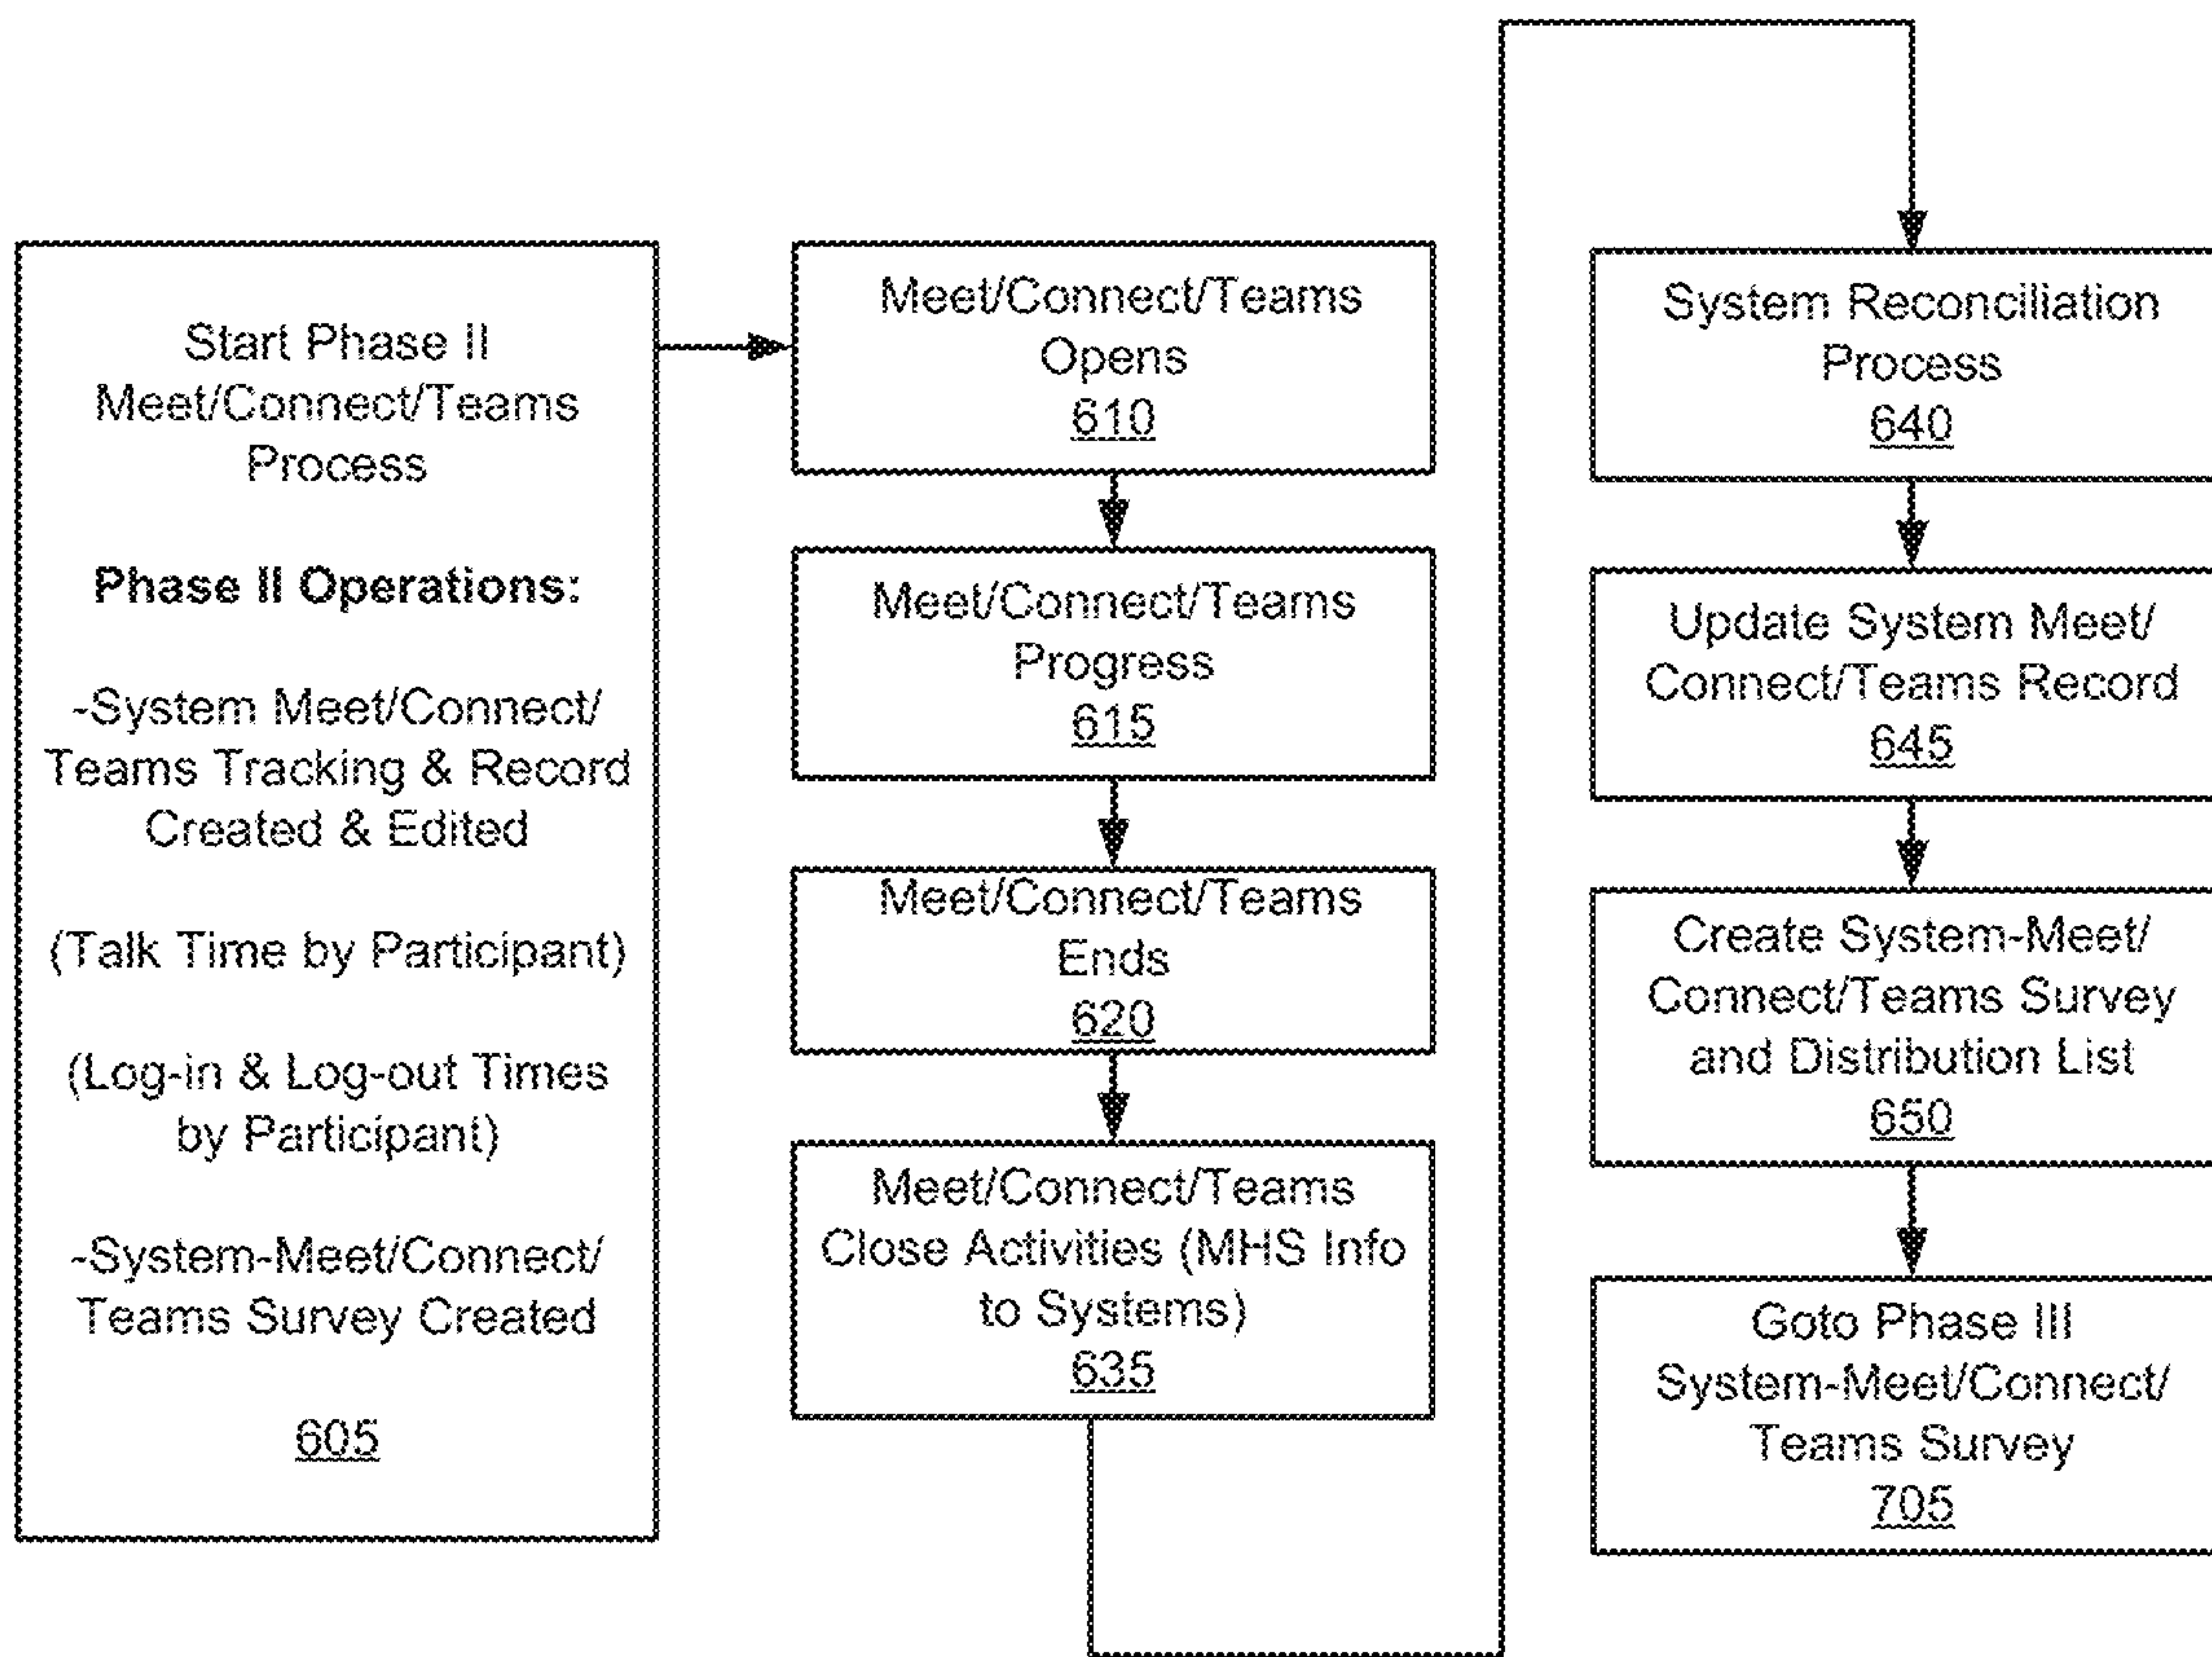 Start Phase II
Meet/Connect/Teams
Process
Phase II Operations:
-System Meet/Connect/
Teams Tracking & Record
Created & Edited
(Talk Time by Participant)
(Log-in & Log-out Times
by Participant)
-System-Meet/Connect/
Teams Survey Created
605
Meet/Connect/Teams
Opens
610
Meet/Connect/Teams
Progress
615
Meet/Connect/Teams
Ends
620
Meet/Connect/Teams
Close Activities (MHS Info
to Systems)
635
System Reconciliation
Process
640
Update System Meet/
Connect/Teams Record
645
Create System-Meet/
Connect/Teams Survey
and Distribution List
650
Goto Phase III
System-Meet/Connect/
Teams Survey
705